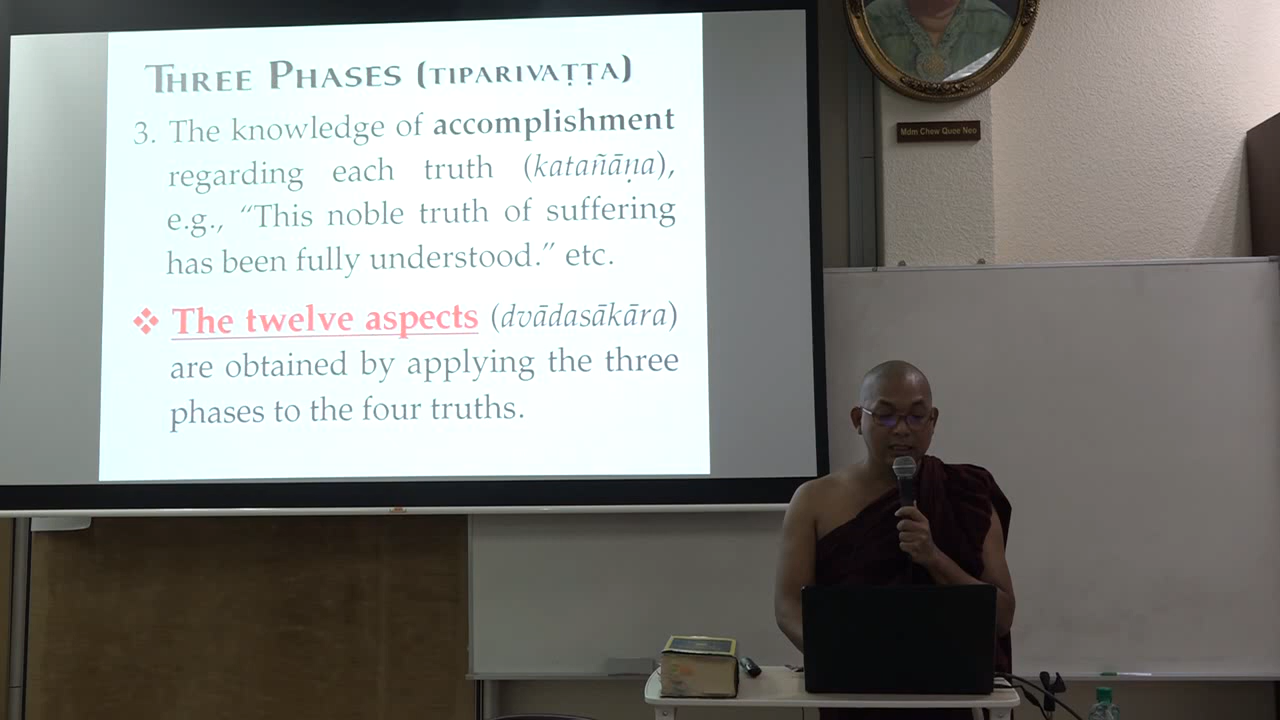 THREE PHASES (TIPARIVAṬṬA)
3. The knowledge of accomplishment
regarding each truth (katañāṇa),
e.g., “This noble truth of suffering
has been fully understood.” etc.
❖ The twelve aspects (dvādasākāra)
are obtained by applying the three
phases to the four truths.
Mdm Chew Quee Neo